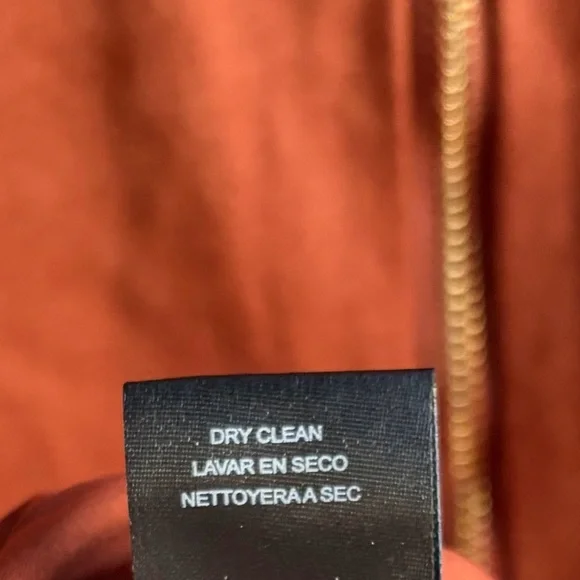 DRY CLEAN
LAVAR EN SECO
NETTOYERA A SEC